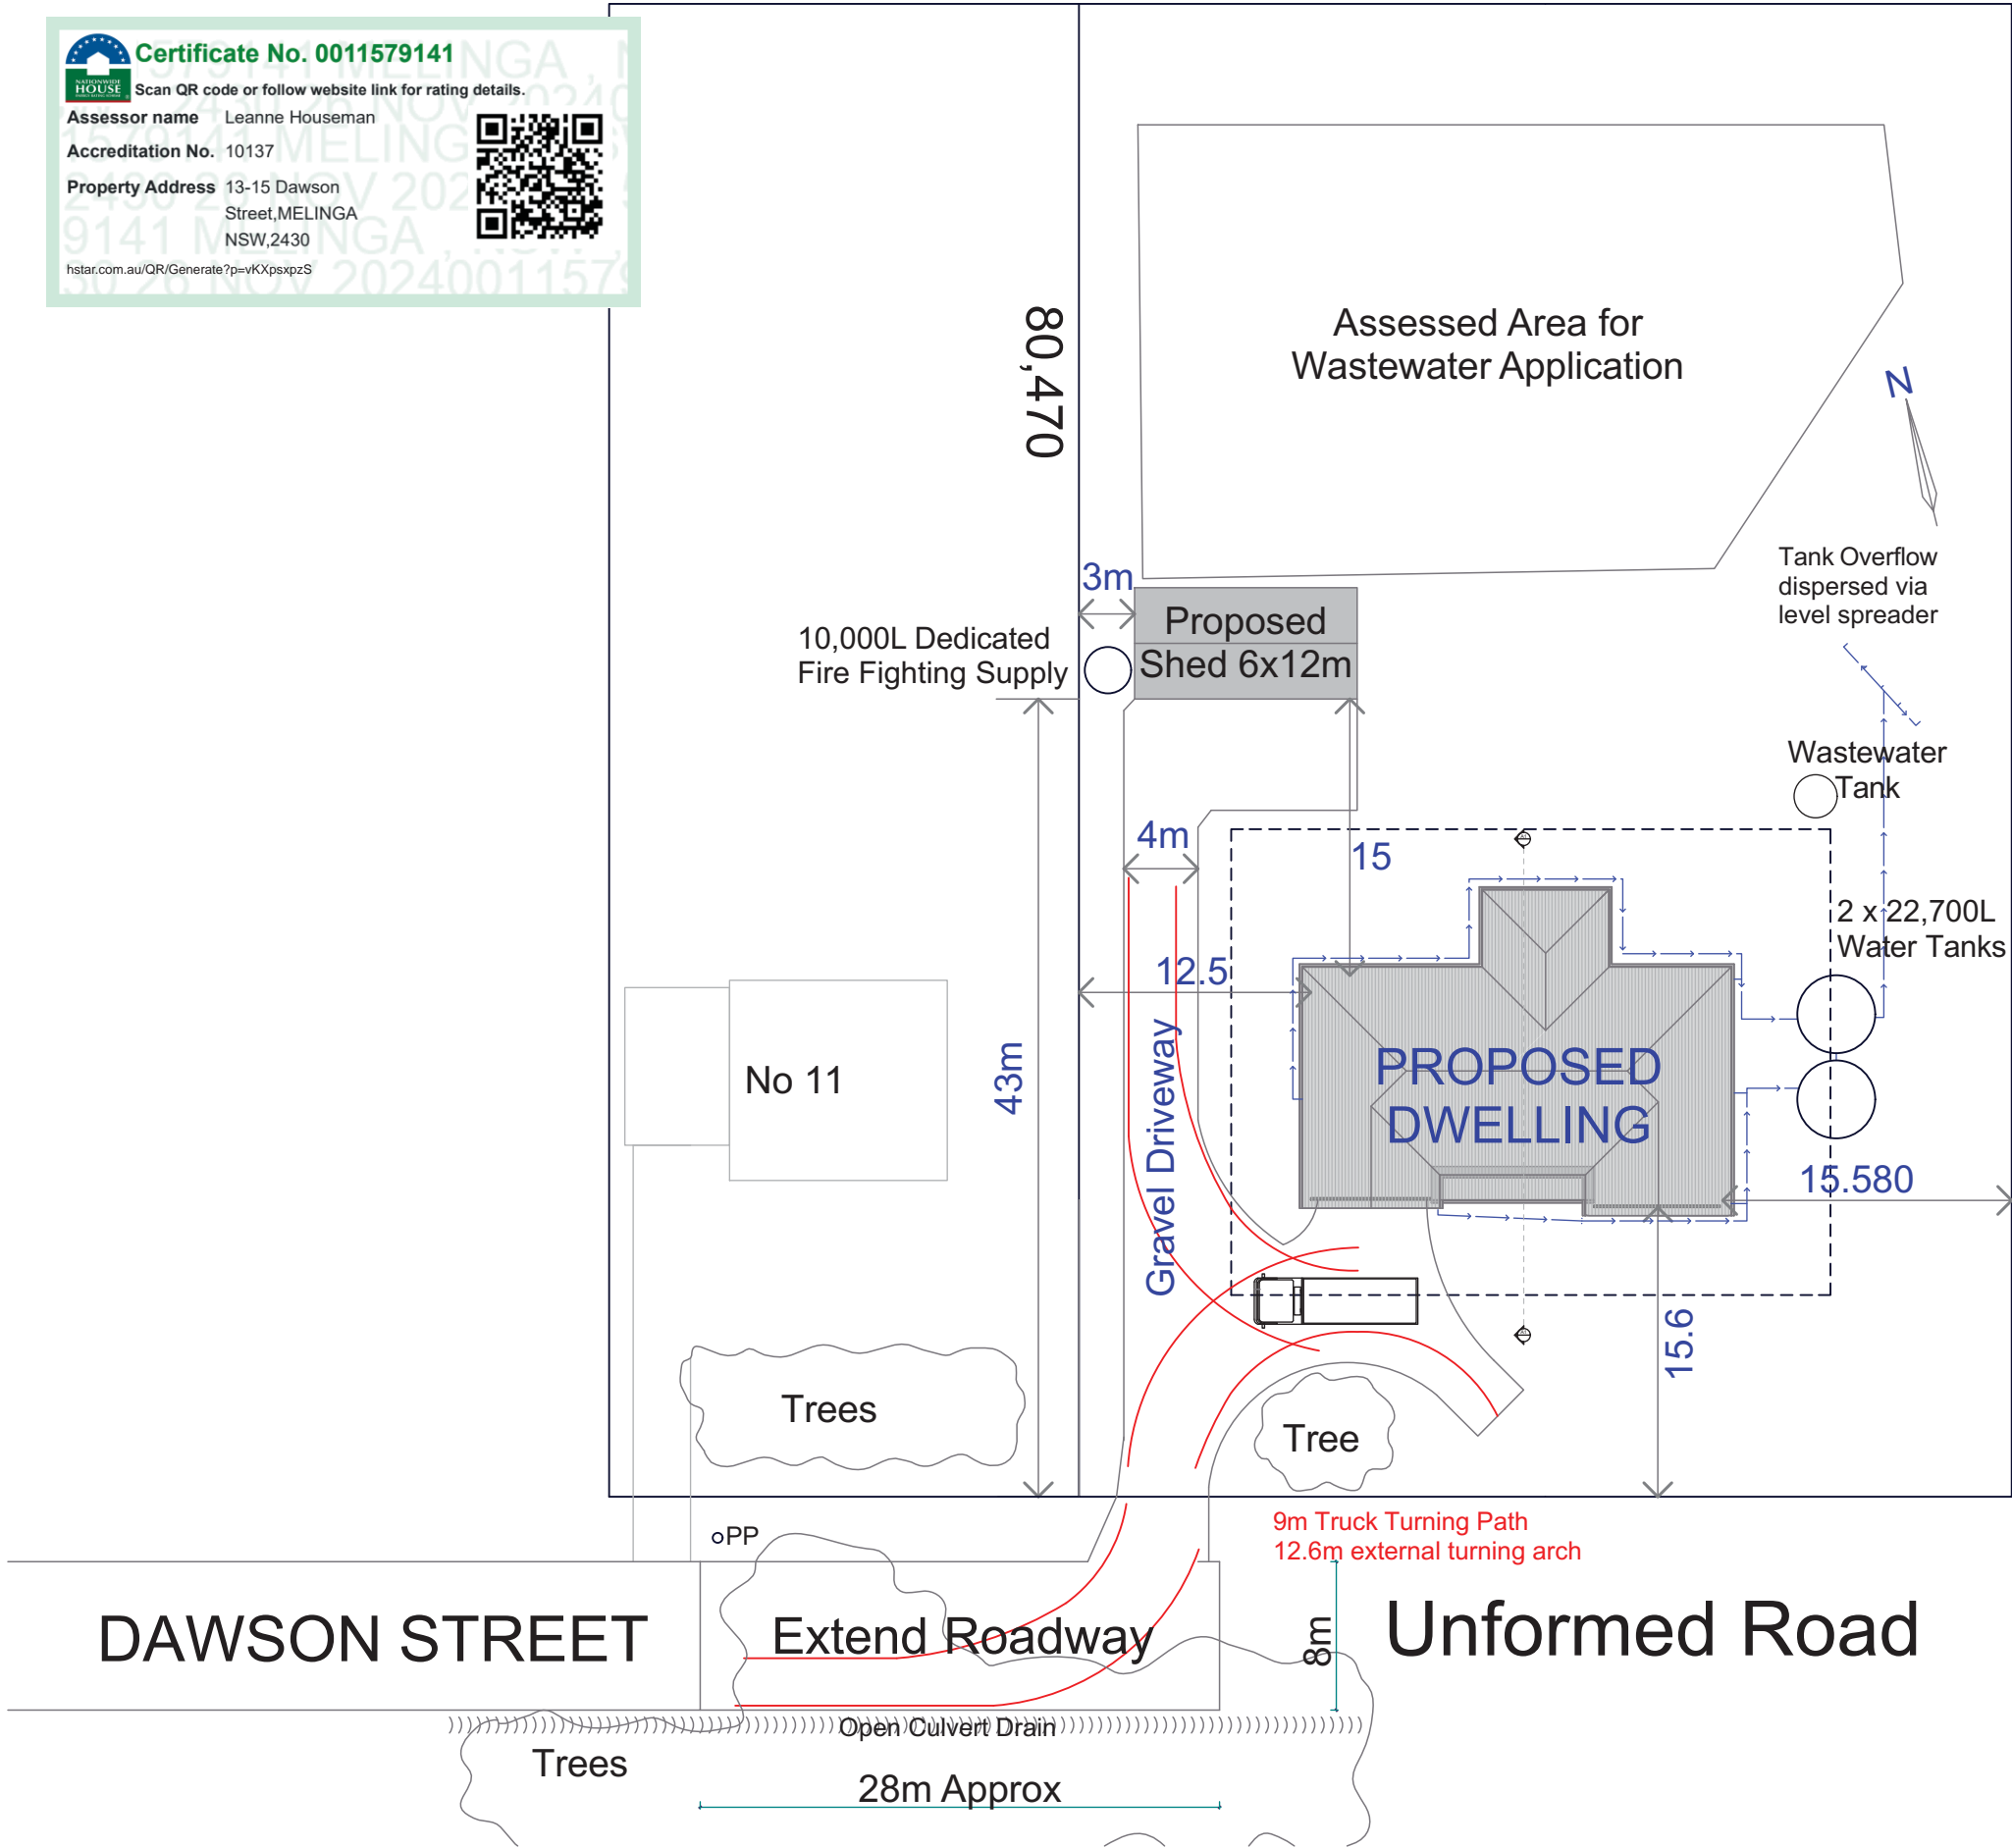 Certificate No. 0011579141
NATIONWIDE
HOUSE
Scan QR code or follow website link for rating details.
Assessor name Leanne Houseman
Accreditation No. 10137
Property Address 13-15 Dawson
Street,MELINGA
NSW,2430
hstar.com.au/QR/Generate?p=vKXpsxpzS
80,470
Assessed Area for
Wastewater Application
N
Tank Overflow
dispersed via
level spreader
3m
Proposed
Shed 6x12m
10,000L Dedicated
Fire Fighting Supply
Wastewater
Tank
4m
15
2 x 22,700L
Water Tanks
12.5
No 11
43m
Gravel Driveway
PROPOSED
DWELLING
15.580
15.6
Trees
Tree
PP
9m Truck Turning Path
12.6m external turning arch
DAWSON STREET
Extend Roadway
8m
Unformed Road
Open Culvert Drain
Trees
28m Approx